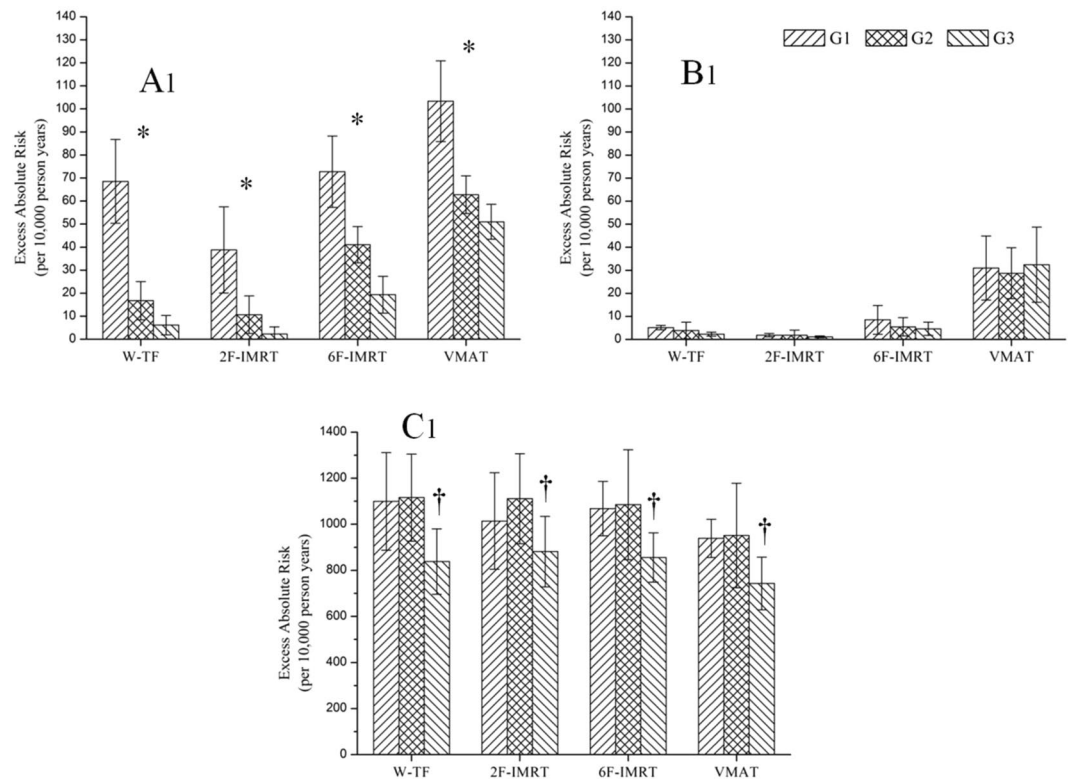 140
130
120
110
100
90
80
70
60
50
40
30
20
10
0
Excess Absolute Risk
(per 10,000 person years)
A1
*
*
*
*
W-TF
2F-IMRT
6F-IMRT
VMAT
140
130
120
110
100
90
80
70
60
50
40
30
20
10
0
Excess Absolute Risk
(per 10,000 person years)
B1
G1 G2 G3
W-TF
2F-IMRT
6F-IMRT
VMAT
1400
1200
1000
800
600
400
200
0
Excess Absolute Risk
(per 10,000 person years)
C1
†
†
†
†
W-TF
2F-IMRT
6F-IMRT
VMAT